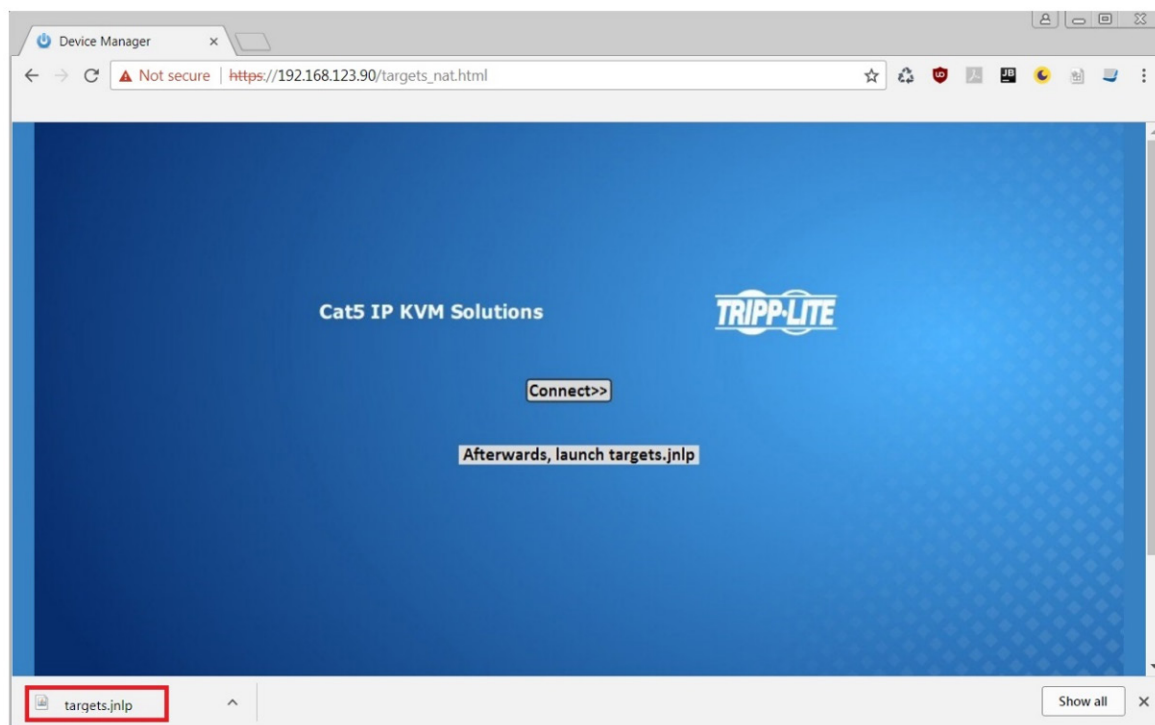 Device Manager
Not secure | https://192.168.123.90/targets_nat.html
JB
Cat5 IP KVM Solutions
TRIPP·LITE
Connect>>
Afterwards, launch targets.jnlp
targets.jnlp
Show all